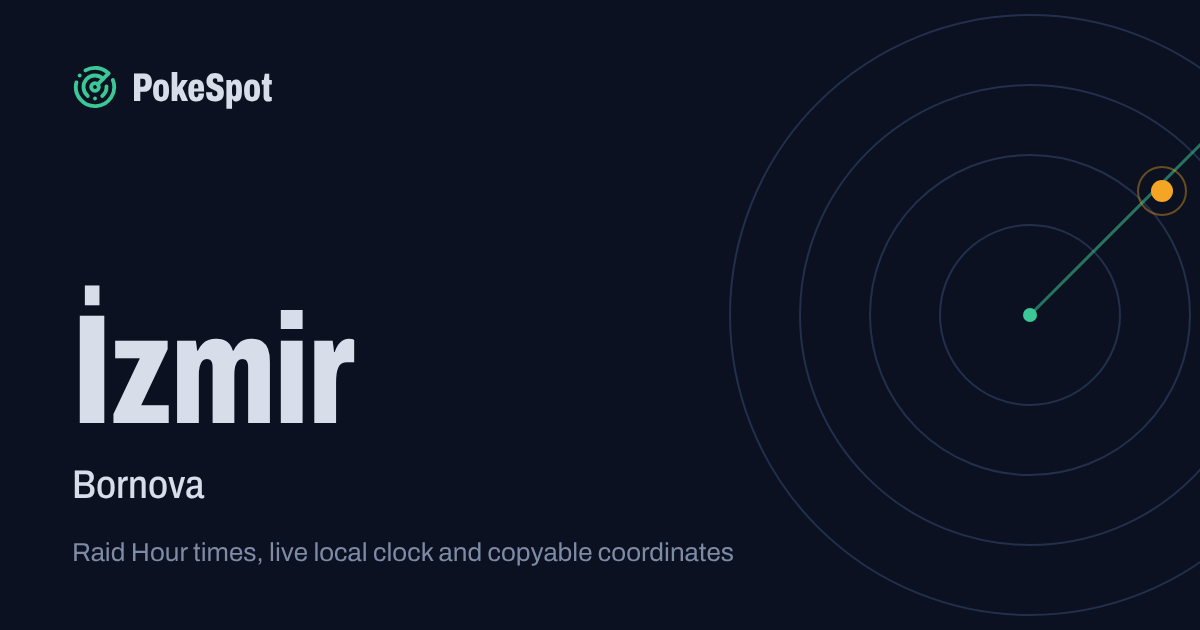 PokeSpot
İzmir
Bornova
Raid Hour times, live local clock and copyable coordinates